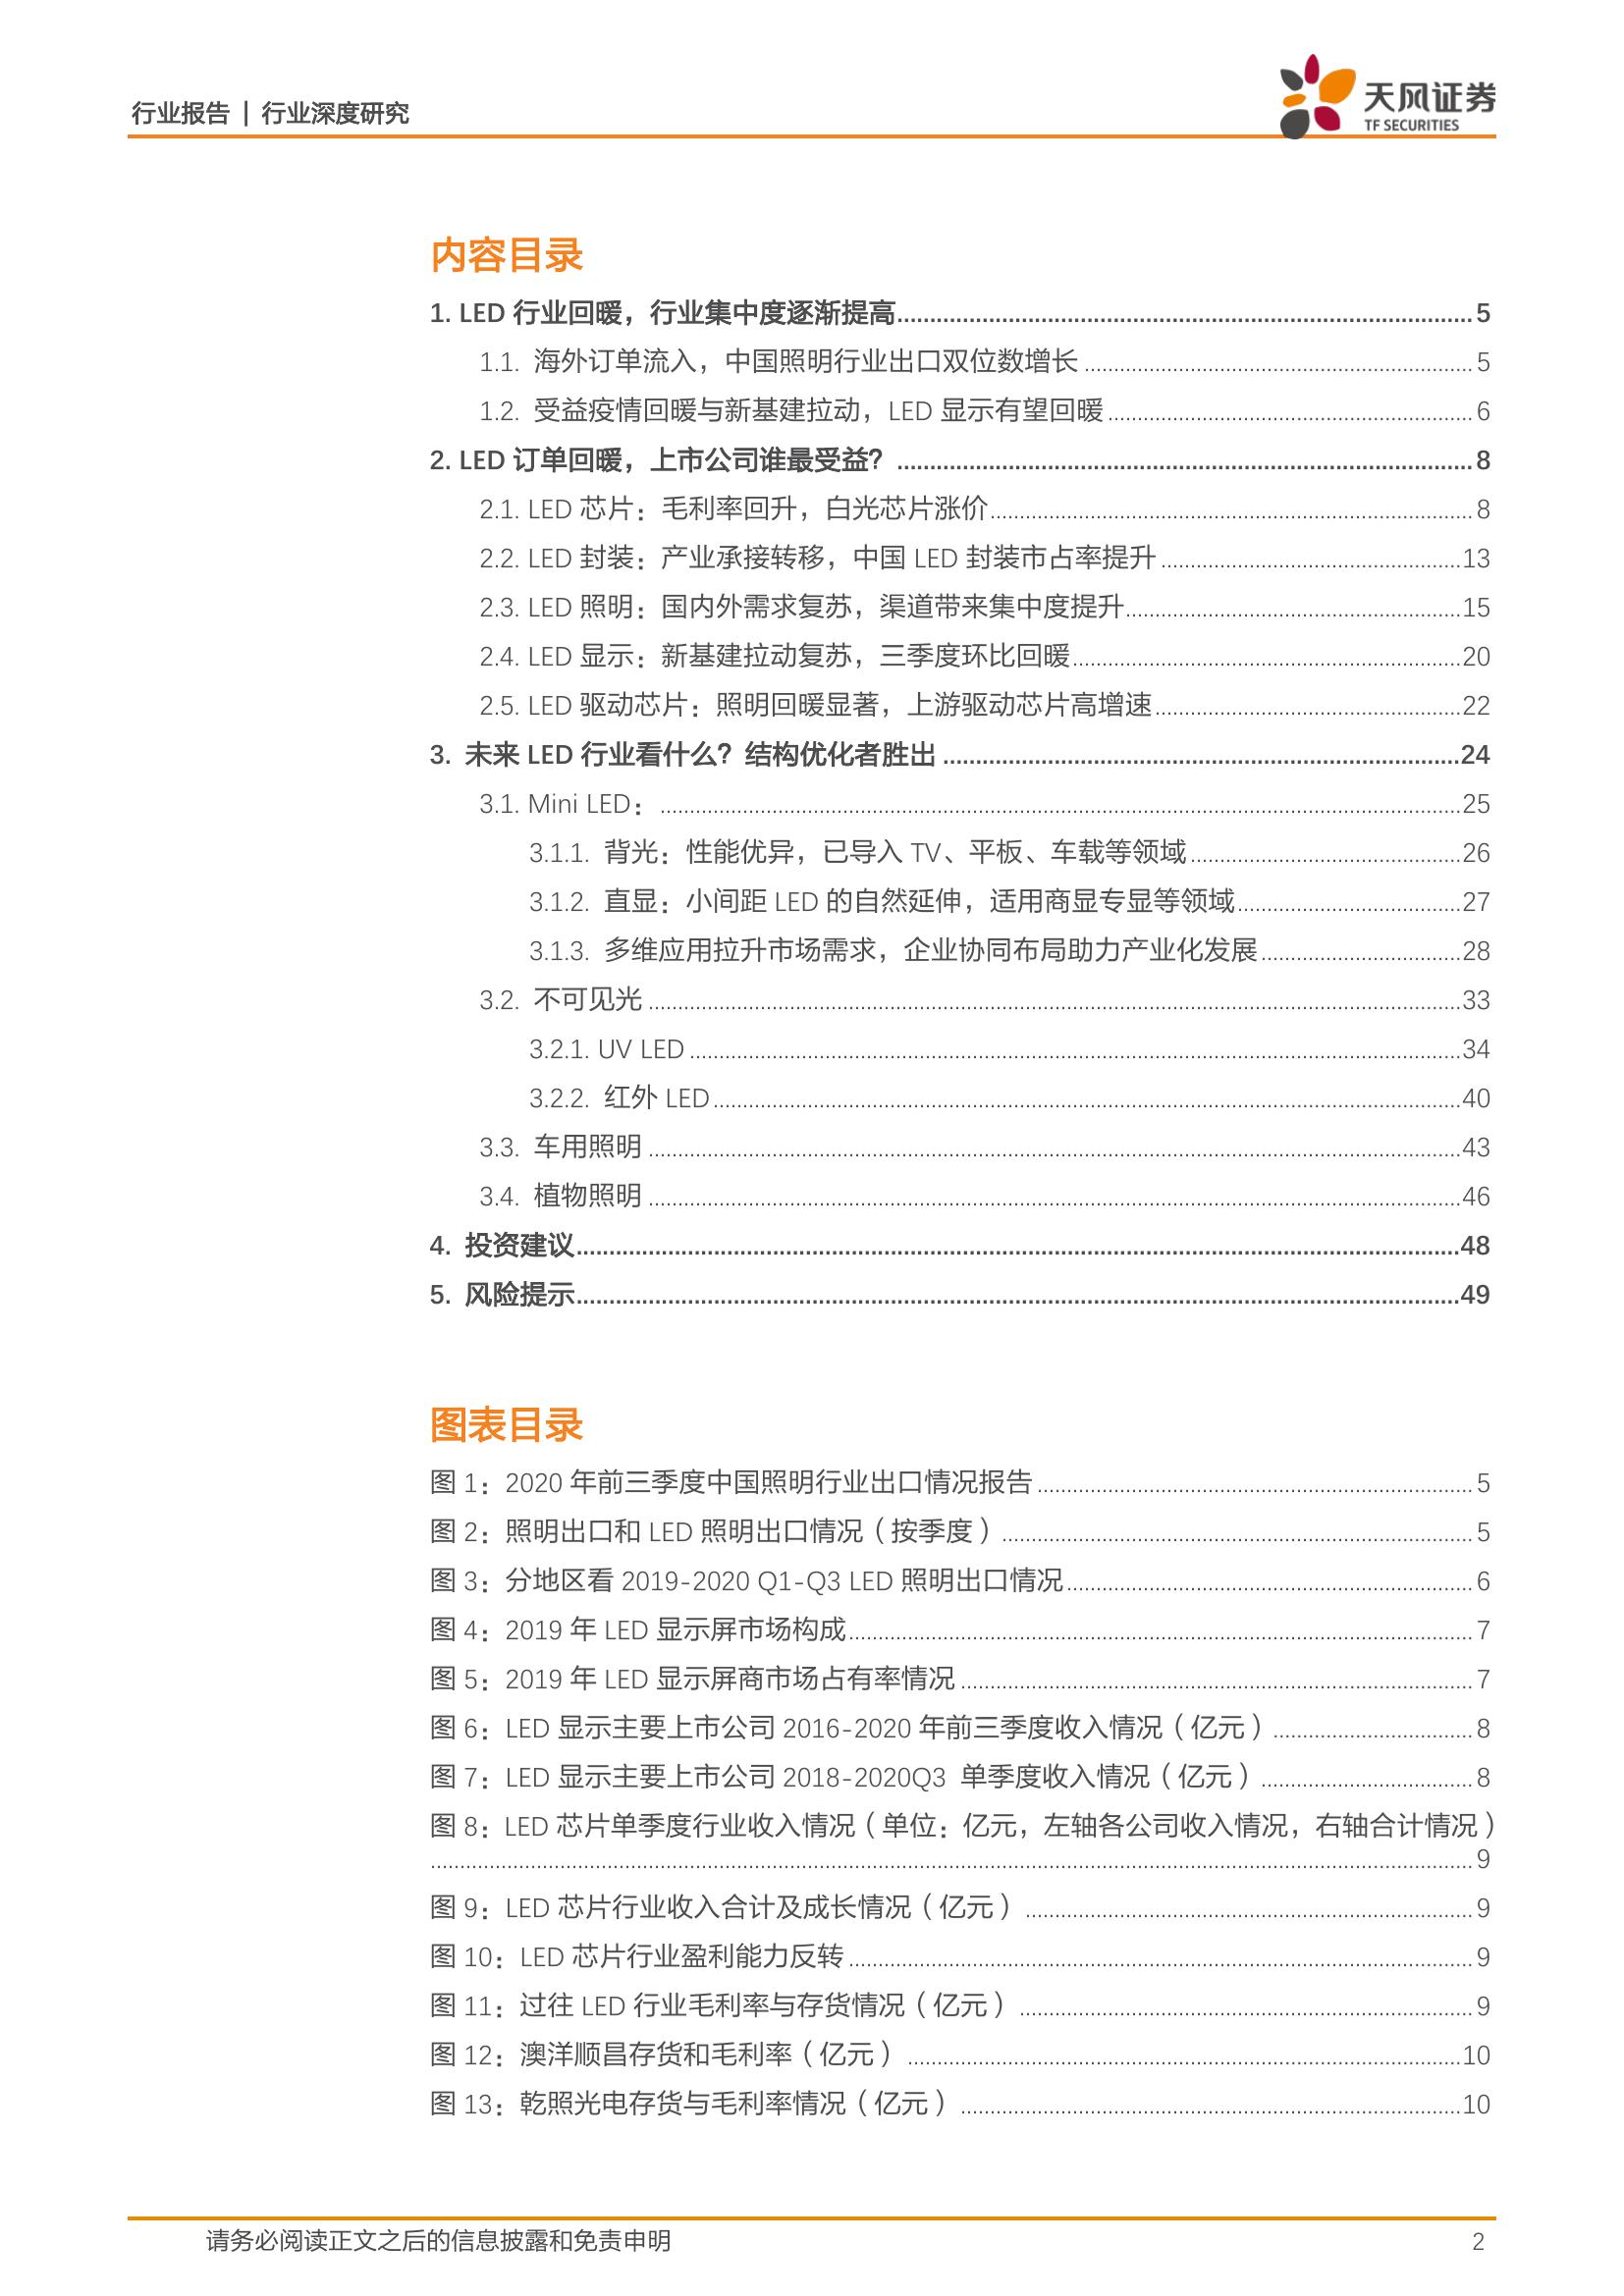 行业报告 | 行业深度研究
天风证券
TF SECURITIES
内容目录
1. LED 行业回暖，行业集中度逐渐提高 5
1.1. 海外订单流入，中国照明行业出口双位数增长 5
1.2. 受益疫情回暖与新基建拉动，LED 显示有望回暖 6
2. LED 订单回暖，上市公司谁最受益？ 8
2.1. LED 芯片：毛利率回升，白光芯片涨价 8
2.2. LED 封装：产业承接转移，中国 LED 封装市占率提升 13
2.3. LED 照明：国内外需求复苏，渠道带来集中度提升 15
2.4. LED 显示：新基建拉动复苏，三季度环比回暖 20
2.5. LED 驱动芯片：照明回暖显著，上游驱动芯片高增速 22
3. 未来 LED 行业看什么？结构优化者胜出 24
3.1. Mini LED： 25
3.1.1. 背光：性能优异，已导入 TV、平板、车载等领域 26
3.1.2. 直显：小间距 LED 的自然延伸，适用商显专显等领域 27
3.1.3. 多维应用拉升市场需求，企业协同布局助力产业化发展 28
3.2. 不可见光 33
3.2.1. UV LED 34
3.2.2. 红外 LED 40
3.3. 车用照明 43
3.4. 植物照明 46
4. 投资建议 48
5. 风险提示 49
图表目录
图 1：2020 年前三季度中国照明行业出口情况报告 5
图 2：照明出口和 LED 照明出口情况（按季度） 5
图 3：分地区看 2019-2020 Q1-Q3 LED 照明出口情况 6
图 4：2019 年 LED 显示屏市场构成 7
图 5：2019 年 LED 显示屏商市场占有率情况 7
图 6：LED 显示主要上市公司 2016-2020 年前三季度收入情况（亿元） 8
图 7：LED 显示主要上市公司 2018-2020Q3 单季度收入情况（亿元） 8
图 8：LED 芯片单季度行业收入情况（单位：亿元，左轴各公司收入情况，右轴合计情况）
9
图 9：LED 芯片行业收入合计及成长情况（亿元） 9
图 10：LED 芯片行业盈利能力反转 9
图 11：过往 LED 行业毛利率与存货情况（亿元） 9
图 12：澳洋顺昌存货和毛利率（亿元） 10
图 13：乾照光电存货与毛利率情况（亿元） 10
请务必阅读正文之后的信息披露和免责申明 2